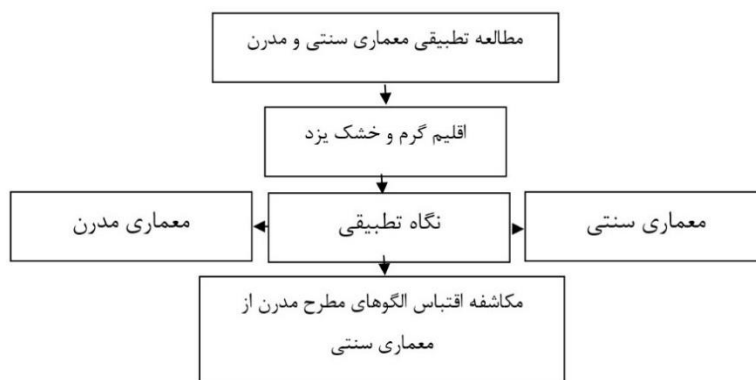 مطالعه تطبیقی معماری سنتی و مدرن
اقلیم گرم و خشک یزد
معماری سنتی
نگاه تطبیقی
معماری مدرن
مکاشفه اقتباس الگوهای مطرح مدرن از
معماری سنتی